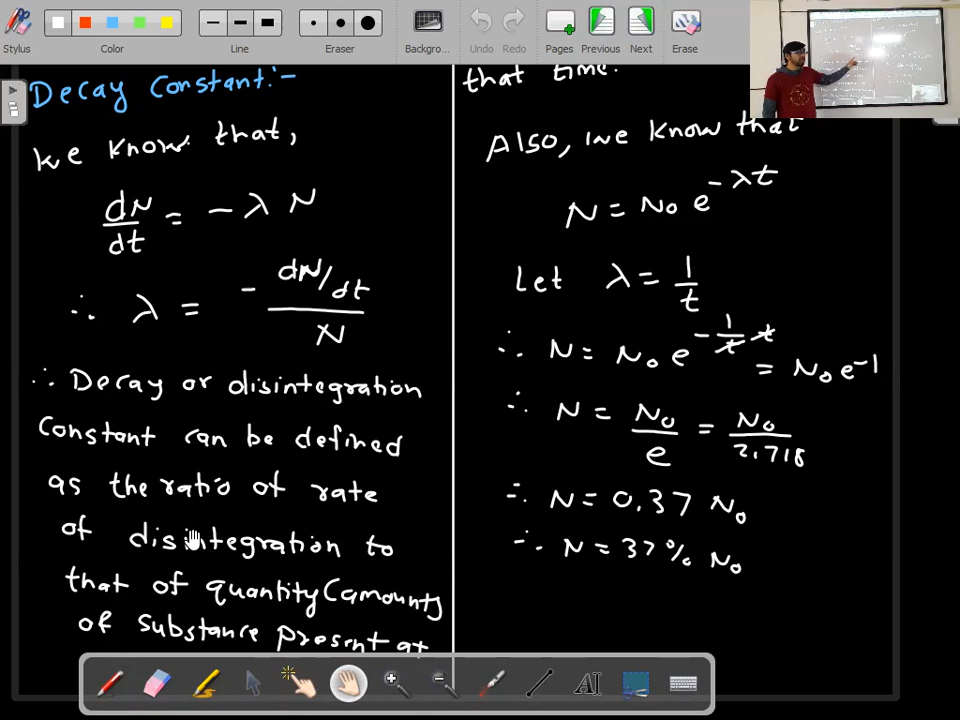 Stylus
Color
Line
Eraser
Backgro...
Undo
Redo
Pages
Previous
Next
Erase
Decay Constant:-
We know that,
dN/dt = - λ N
∴ λ = - dN/dt / N
∴ Decay or disintegration
Constant can be defined
as the ratio of rate
of disintegration to
that of quantity (amount)
of substance present at
that time.
Also, we know that
N = N₀ e^-λt
Let λ = 1/t
∴ N = N₀ e^-1/t t = N₀ e^-1
∴ N = N₀/e = N₀/2.718
∴ N = 0.37 N₀
∴ N = 37% N₀
AI